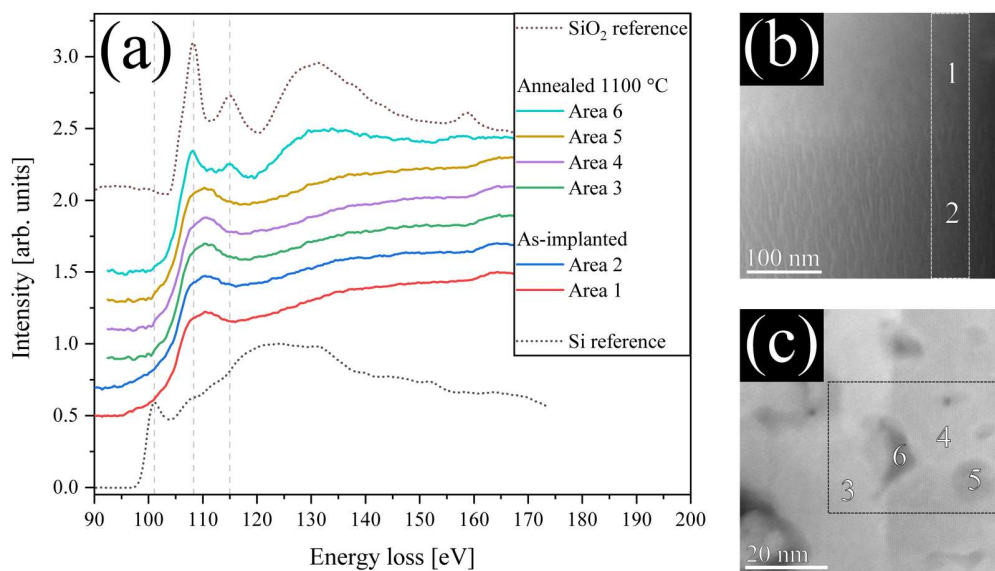 (a)
SiO₂ reference
Annealed 1100 °C
Area 6
Area 5
Area 4
Area 3
As-implanted
Area 2
Area 1
Si reference
Intensity [arb. units]
3.0
2.5
2.0
1.5
1.0
0.5
0.0
90 100 110 120 130 140 150 160 170 180 190 200
Energy loss [eV]
(b)
1
2
100 nm
(c)
4
6
5
3
20 nm